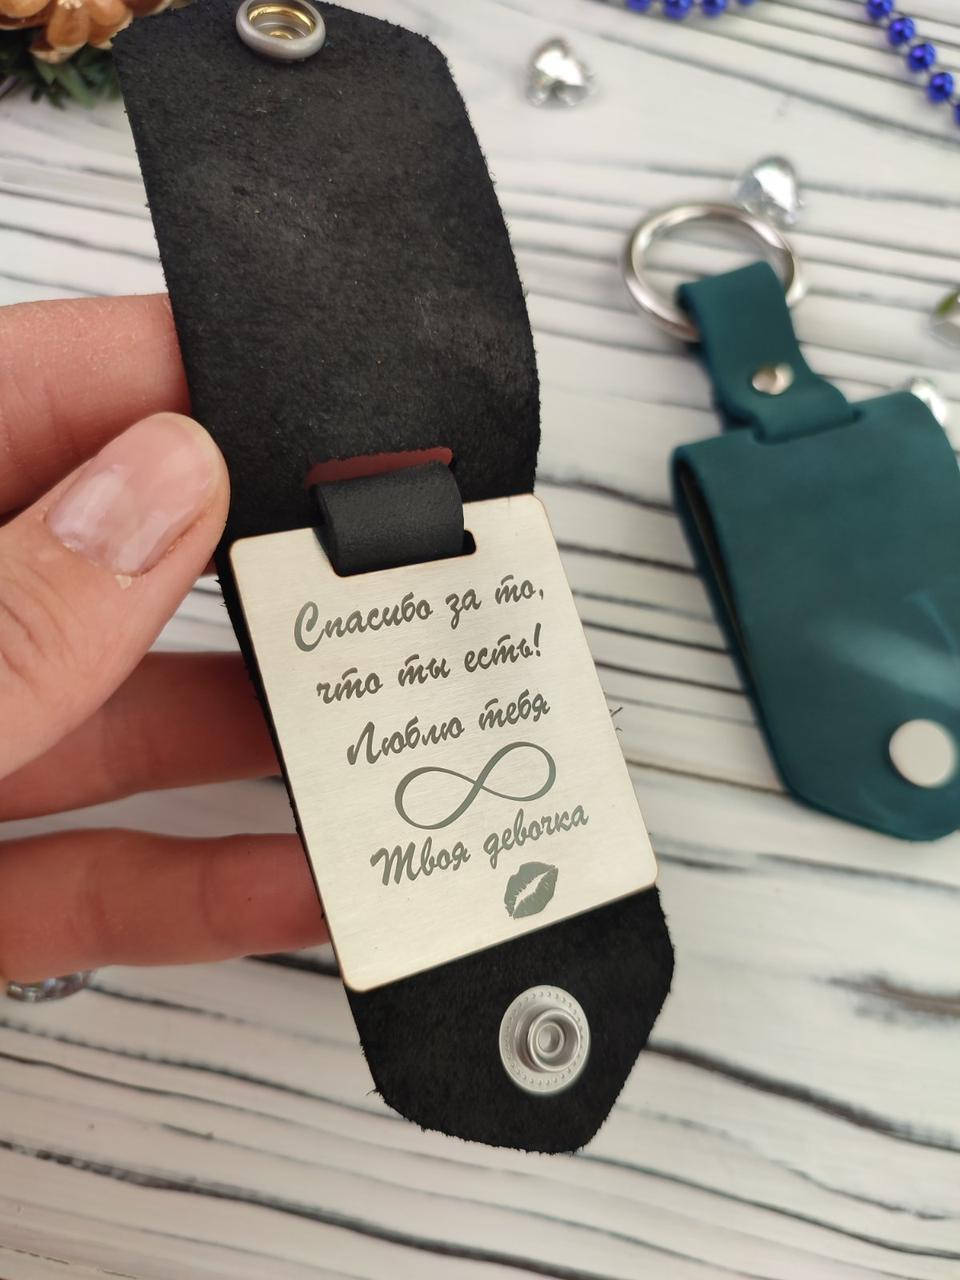 Спасибо за то,
что ты есть!
Люблю тебя
Твоя девочка